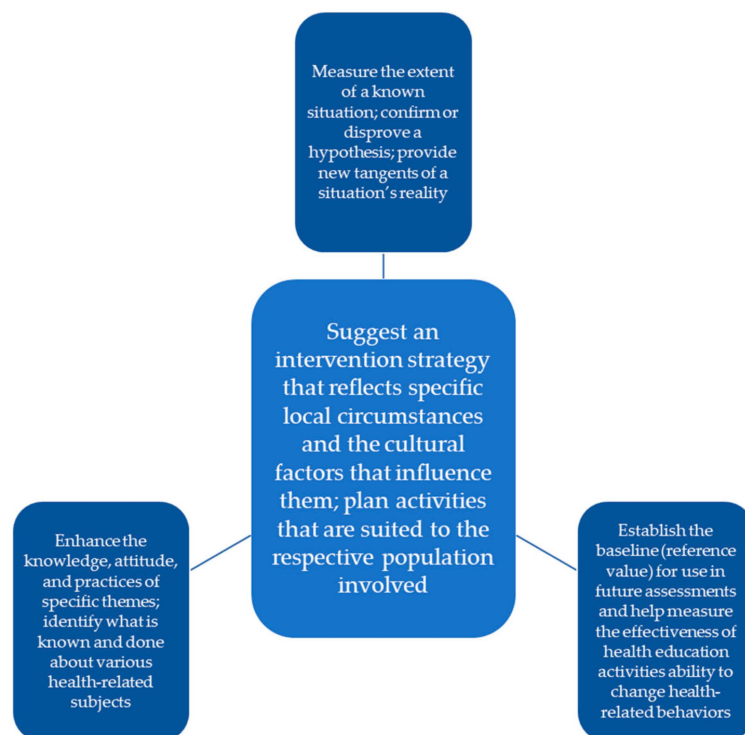 Measure the extent
of a known
situation; confirm or
disprove a
hypothesis; provide
new tangents of a
situation's reality
Suggest an
intervention strategy
that reflects specific
local circumstances
and the cultural
factors that influence
them; plan activities
that are suited to the
respective population
involved
Enhance the
knowledge, attitude,
and practices of
specific themes;
identify what is
known and done
about various
health-related
subjects
Establish the
baseline (reference
value) for use in
future assessments
and help measure
the effectiveness of
health education
activities ability to
change health-
related behaviors